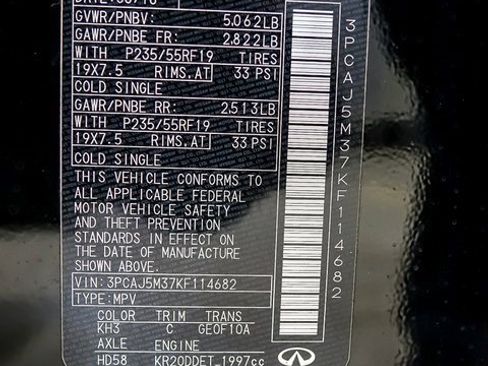 GVWR/PNBV: 5,062LB
GAWR/PNBE FR: 2,822LB
WITH P235/55RF19 TIRES
19X7.5 RIMS.AT 33 PSI
COLD SINGLE
GAWR/PNBE RR: 2,513LB
WITH P235/55RF19 TIRES
19X7.5 RIMS.AT 33 PSI
COLD SINGLE
THIS VEHICLE CONFORMS TO
ALL APPLICABLE FEDERAL
MOTOR VEHICLE SAFETY
AND THEFT PREVENTION
STANDARDS IN EFFECT ON
THE DATE OF MANUFACTURE
SHOWN ABOVE.
VIN: 3PCAJ5M37KF114682
TYPE: MPV
COLOR TRIM TRANS
KH3 C GE0F10A
AXLE ENGINE
HD58 KR20DDET 1997cc
INFINITI
3PCAJ5M37KF114682